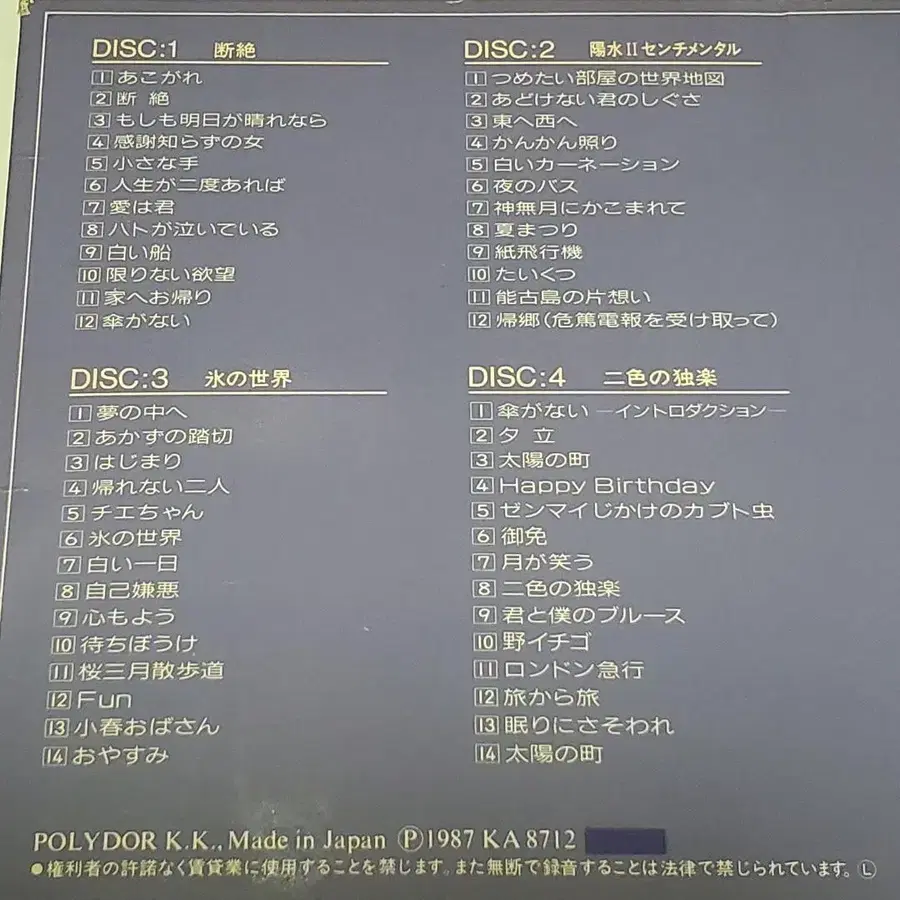 DISC:1 断絶
1 あこがれ
2 断 絶
3 もしも明日が晴れなら
4 感謝知らずの女
5 小さな手
6 人生が二度あれば
7 愛は君
8 ハトが泣いている
9 白い船
10 限りない欲望
11 家へお帰り
12 傘がない
DISC:2 陽水II センチメンタル
1 つめたい部屋の世界地図
2 あどけない君のしぐさ
3 東へ西へ
4 かんかん照り
5 白いカーネーション
6 夜のバス
7 神無月にかこまれて
8 夏まつり
9 紙飛行機
10 たいくつ
11 能古島の片想い
12 帰郷(危篤電報を受け取って)
DISC:3 氷の世界
1 夢の中へ
2 あかずの踏切
3 はじまり
4 帰れない二人
5 チエちゃん
6 氷の世界
7 白い一日
8 自己嫌悪
9 心もよう
10 待ちぼうけ
11 桜三月散歩道
12 Fun
13 小春おばさん
14 おやすみ
DISC:4 二色の独楽
1 傘がない —イントロダクション—
2 夕 立
3 太陽の町
4 Happy Birthday
5 ゼンマイじかけのカブト虫
6 御免
7 月が笑う
8 二色の独楽
9 君と僕のブルース
10 野イチゴ
11 ロンドン急行
12 旅から旅
13 眠りにさそわれ
14 太陽の町
POLYDOR K.K., Made in Japan Ⓟ1987 KA 8712
●権利者の許諾なく賃貸業に使用することを禁じます。また無断で録音することは法律で禁じられています。Ⓛ